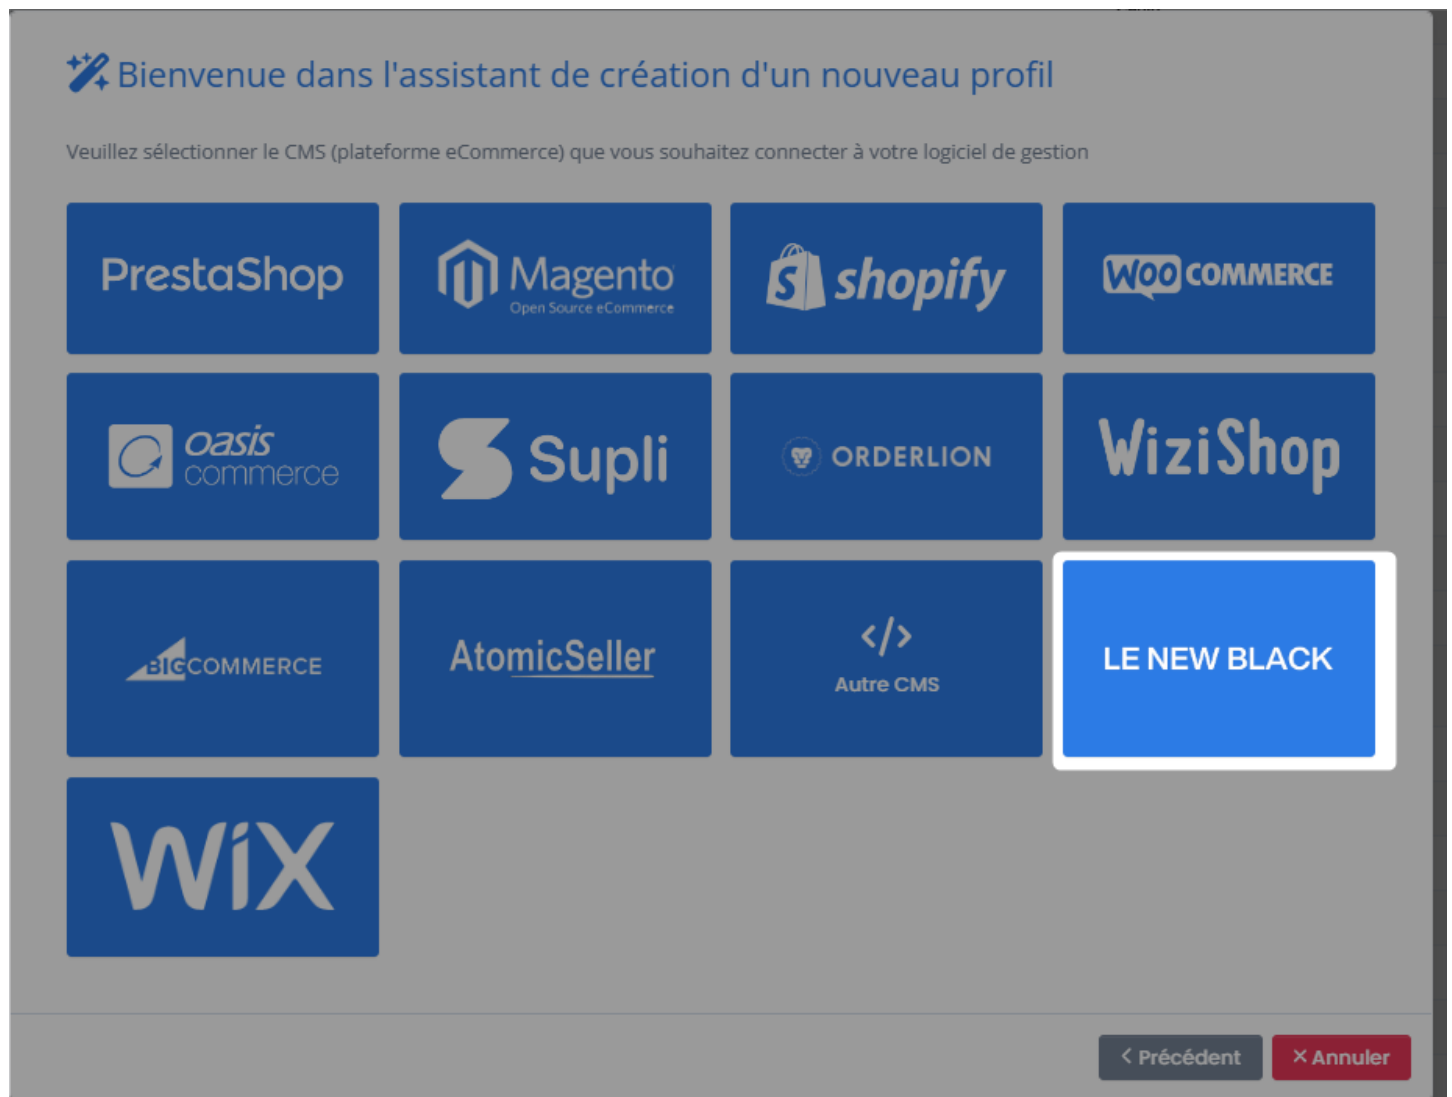 Bienvenue dans l'assistant de création d'un nouveau profil
Veuillez sélectionner le CMS (plateforme eCommerce) que vous souhaitez connecter à votre logiciel de gestion
PrestaShop
Magento
Open Source eCommerce
shopify
WOO COMMERCE
oasis
commerce
Supli
ORDERLION
WiziShop
BIGCOMMERCE
AtomicSeller
</>
Autre CMS
LE NEW BLACK
WiX
< Précédent
× Annuler